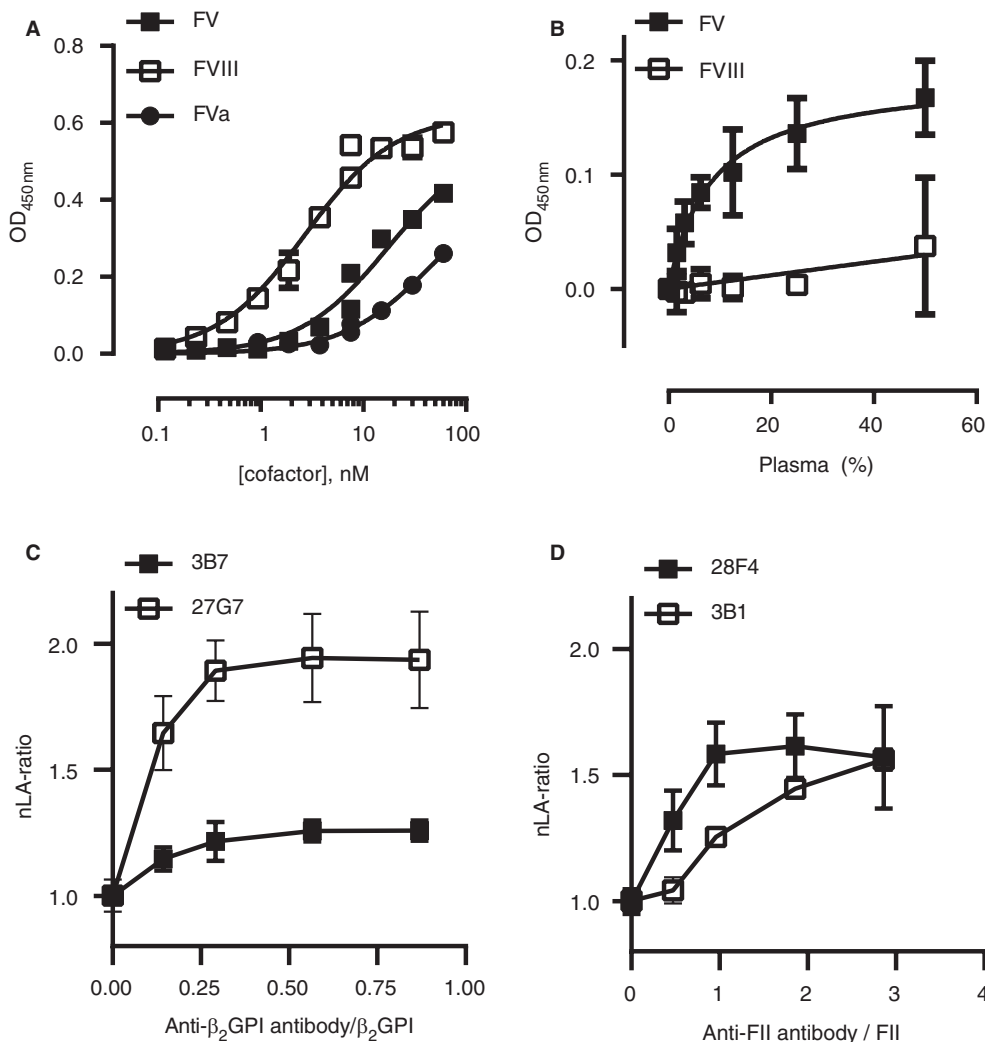 A
FV
FVIII
FVa
0.8
0.6
0.4
0.2
0.0
OD450 nm
0.1 1 10 100
[cofactor], nM
B
FV
FVIII
0.2
0.1
0.0
OD450 nm
0 20 40 60
Plasma (%)
C
3B7
27G7
2.0
1.5
1.0
nLA-ratio
0.00 0.25 0.50 0.75 1.00
Anti-β2GPI antibody/β2GPI
D
28F4
3B1
2.0
1.5
1.0
nLA-ratio
0 1 2 3 4
Anti-FII antibody / FII